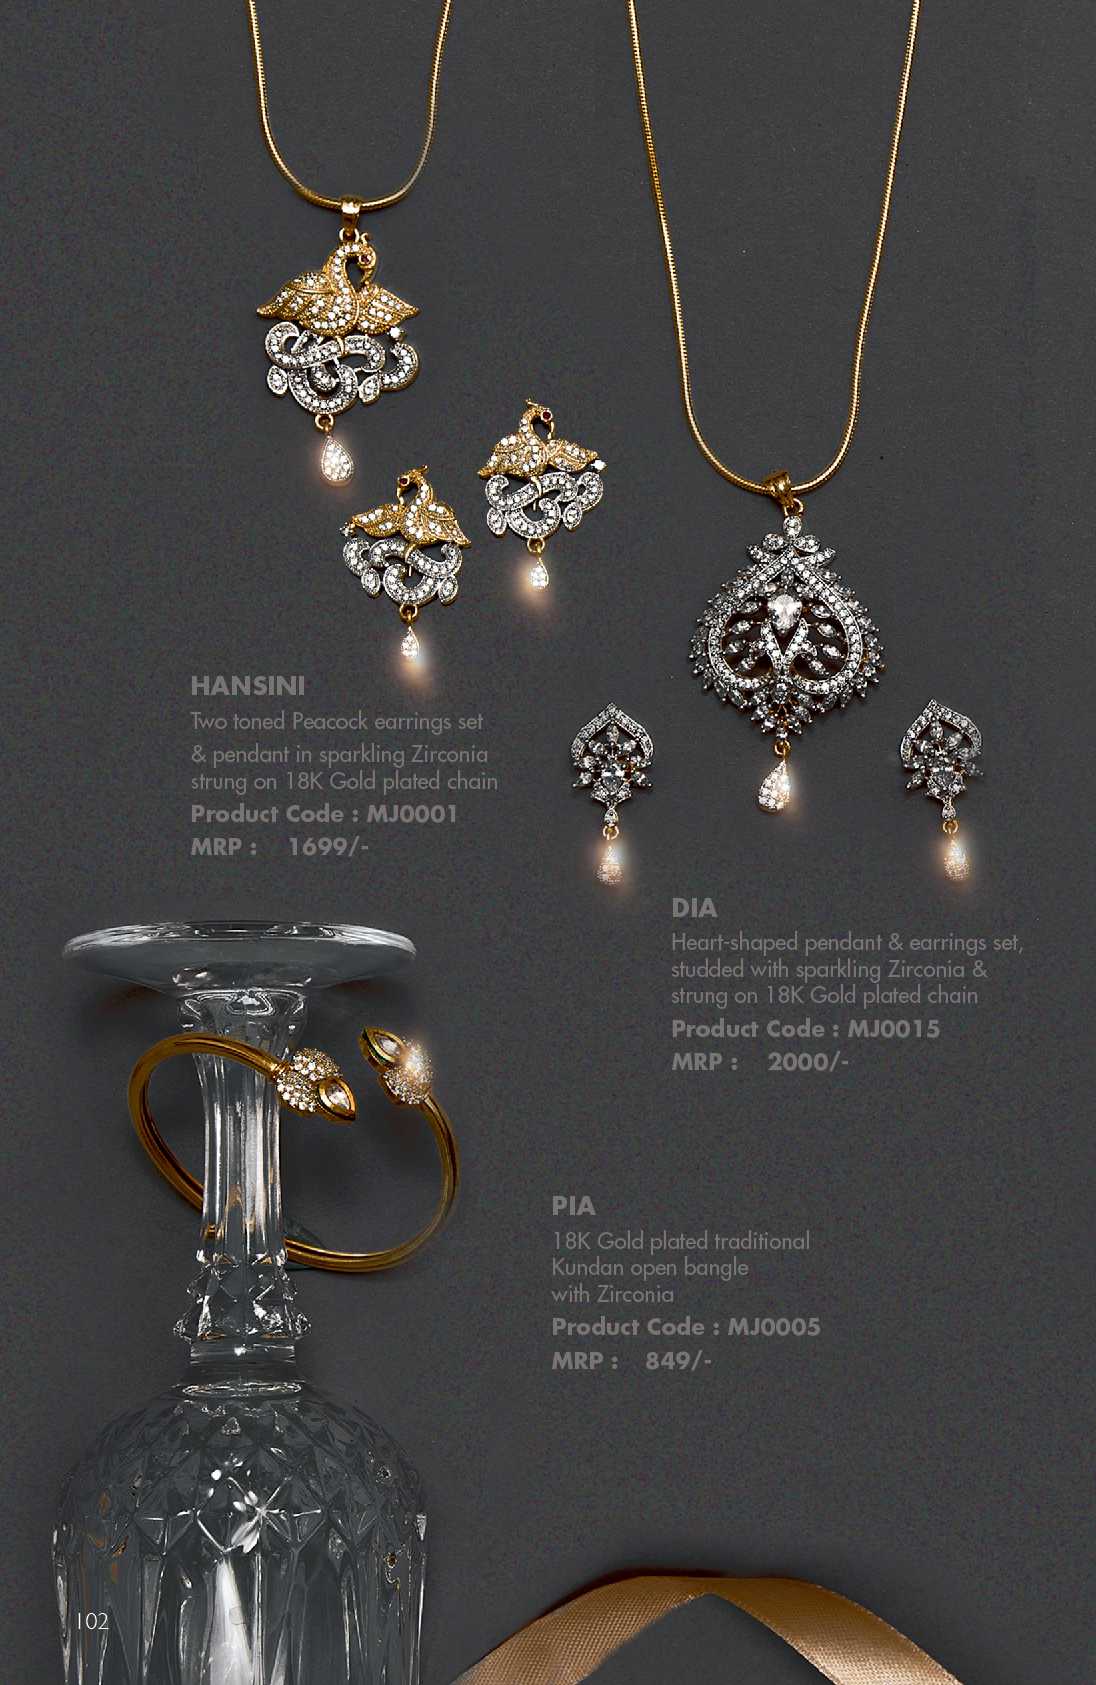 HANSINI
Two toned Peacock earrings set
& pendant in sparkling Zirconia
strung on 18K Gold plated chain
Product Code : MJ0001
MRP : 1699/-
DIA
Heart-shaped pendant & earrings set,
studded with sparkling Zirconia &
strung on 18K Gold plated chain
Product Code : MJ0015
MRP : 2000/-
PIA
18K Gold plated traditional
Kundan open bangle
with Zirconia
Product Code : MJ0005
MRP : 849/-
102